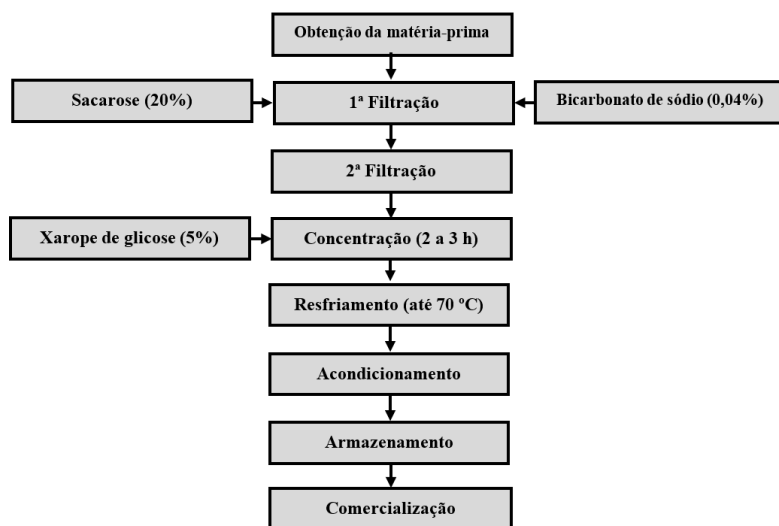 Obtenção da matéria-prima
Sacarose (20%)
1ª Filtração
Bicarbonato de sódio (0,04%)
2ª Filtração
Xarope de glicose (5%)
Concentração (2 a 3 h)
Resfriamento (até 70 ºC)
Acondicionamento
Armazenamento
Comercialização